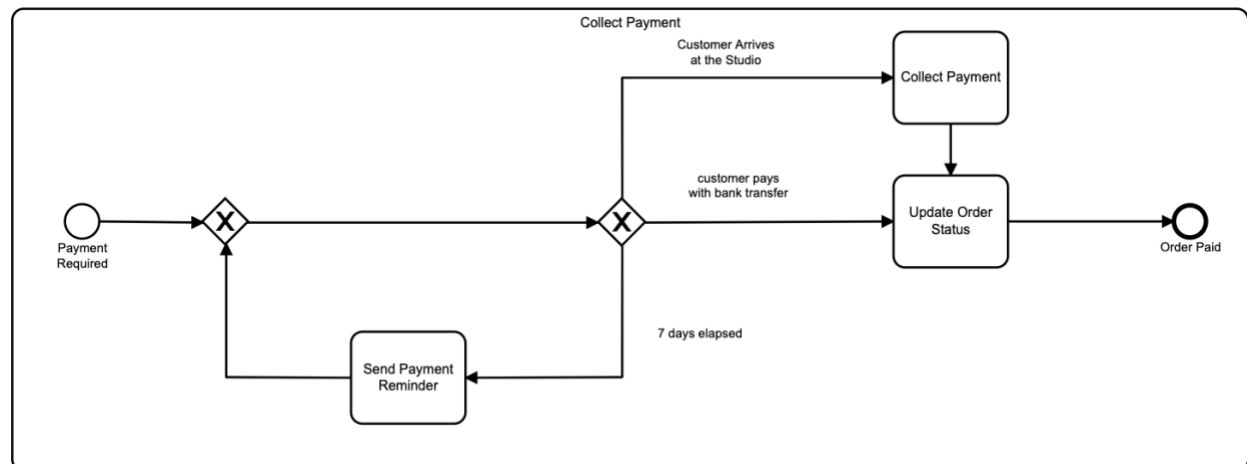 Collect Payment
Customer Arrives
at the Studio
Collect Payment
customer pays
with bank transfer
X
X
Update Order
Status
Payment
Required
Order Paid
7 days elapsed
Send Payment
Reminder